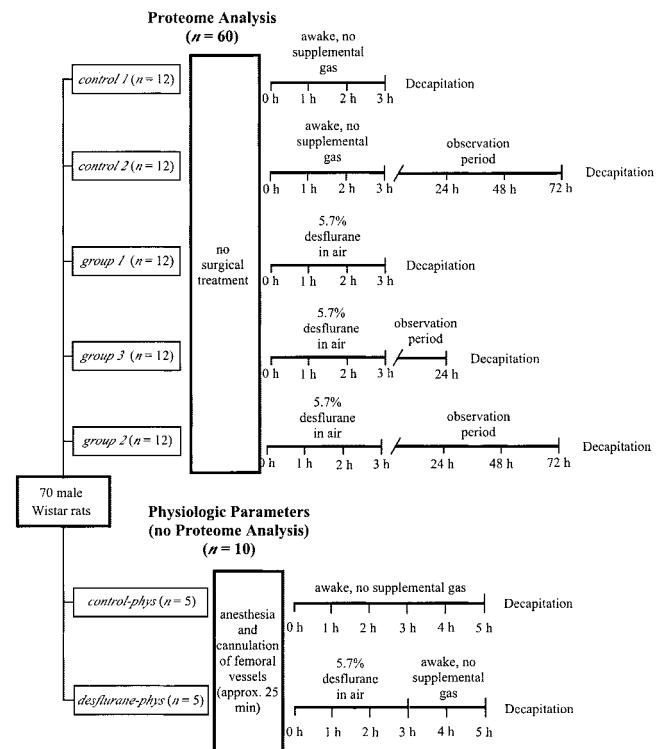 Proteome Analysis
(n = 60)
control 1 (n = 12)
awake, no
supplemental
gas
0 h 1 h 2 h 3 h
Decapitation
control 2 (n = 12)
awake, no
supplemental
gas
observation
period
0 h 1 h 2 h 3 h 24 h 48 h 72 h
Decapitation
no
surgical
treatment
group 1 (n = 12)
5.7%
desflurane
in air
0 h 1 h 2 h 3 h
Decapitation
group 3 (n = 12)
5.7%
desflurane
in air
observation
period
0 h 1 h 2 h 3 h 24 h
Decapitation
group 2 (n = 12)
5.7%
desflurane
in air
observation
period
0 h 1 h 2 h 3 h 24 h 48 h 72 h
Decapitation
70 male
Wistar rats
Physiologic Parameters
(no Proteome Analysis)
(n = 10)
control-phys (n = 5)
anesthesia
and
cannulation
of femoral
vessels
(approx. 25
min)
awake, no supplemental gas
0 h 1 h 2 h 3 h 4 h 5 h
Decapitation
desflurane-phys (n = 5)
5.7%
desflurane
in air
awake, no
supplemental
gas
0 h 1 h 2 h 3 h 4 h 5 h
Decapitation